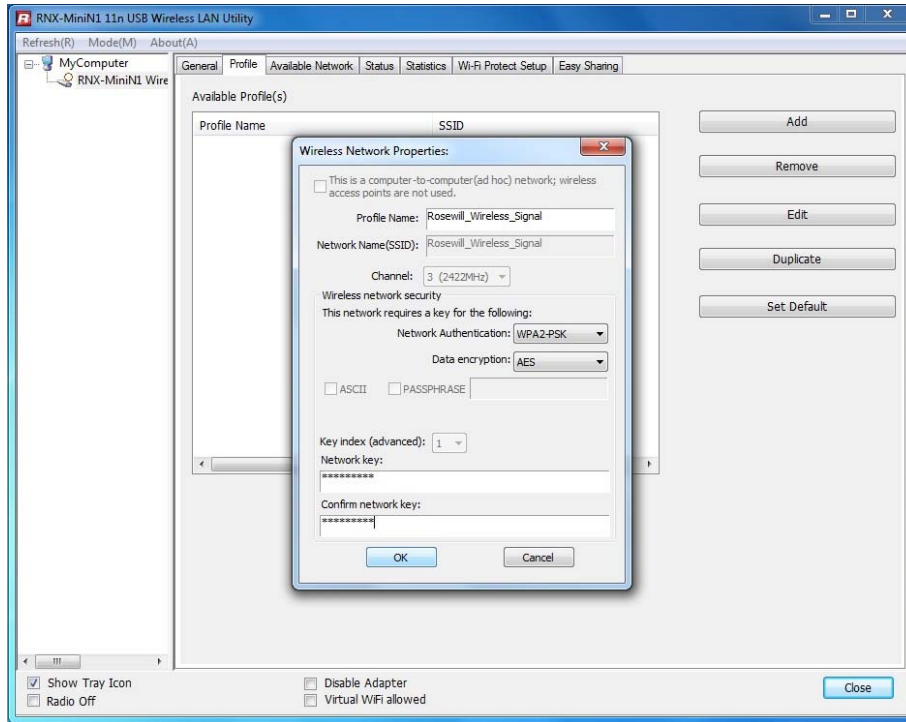 RNX-MiniN1 11n USB Wireless LAN Utility
Refresh(R) Mode(M) About(A)
MyComputer
RNX-MiniN1 Wire
General Profile Available Network Status Statistics Wi-Fi Protect Setup Easy Sharing
Available Profile(s)
Profile Name SSID
Add
Remove
Edit
Duplicate
Set Default
Wireless Network Properties:
This is a computer-to-computer(ad hoc) network; wireless
access points are not used.
Profile Name: Rosewill_Wireless_Signal
Network Name(SSID): Rosewill_Wireless_Signal
Channel: 3 (2422MHz)
Wireless network security
This network requires a key for the following:
Network Authentication: WPA2-PSK
Data encryption: AES
ASCII PASSPHRASE
Key index (advanced): 1
Network key:
*********
Confirm network key:
*********
OK Cancel
Show Tray Icon
Radio Off
Disable Adapter
Virtual WiFi allowed
Close